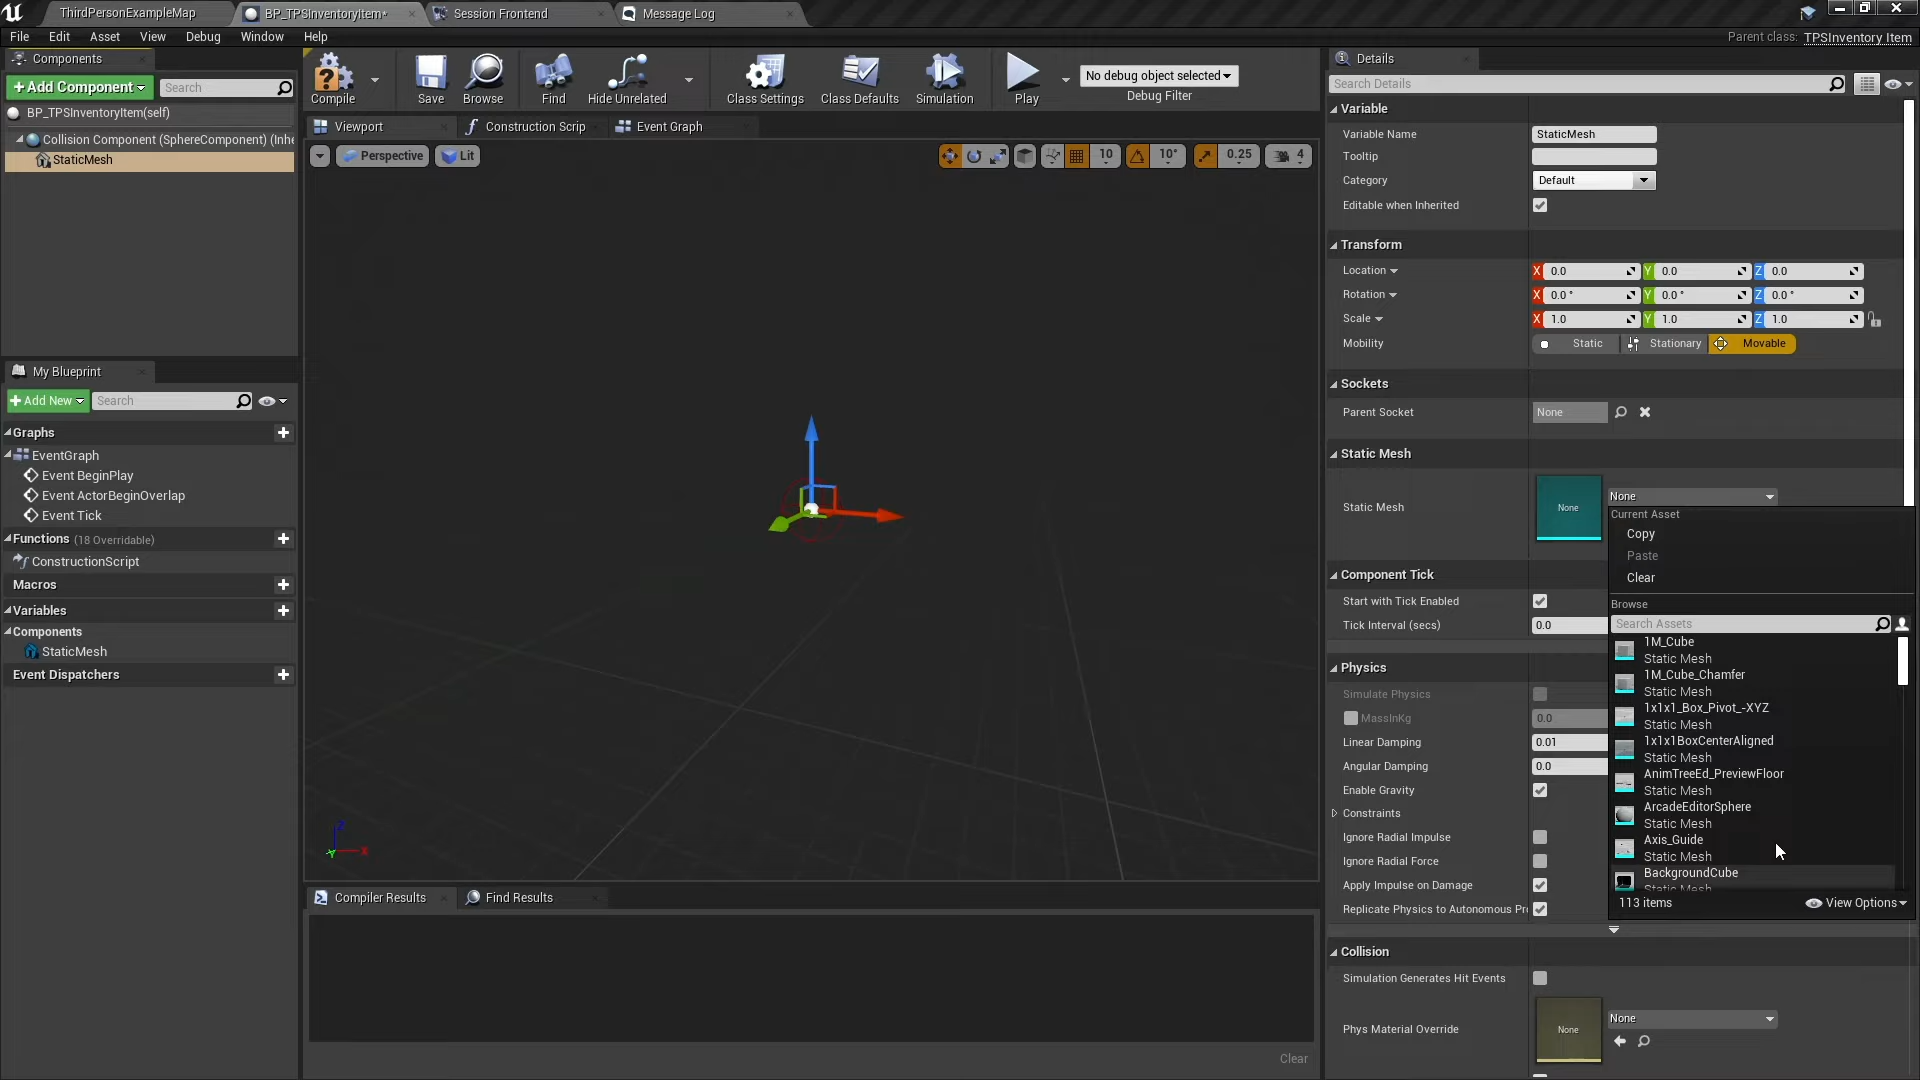 ThirdPersonExampleMap
BP_TPSInventoryItem*
Session Frontend
Message Log
File Edit Asset View Debug Window Help
Parent class: TPSInventory Item
Components
+ Add Component
Search
BP_TPSInventoryItem(self)
Collision Component (SphereComponent) (Inhe
StaticMesh
My Blueprint
+ Add New
Search
Graphs
EventGraph
Event BeginPlay
Event ActorBeginOverlap
Event Tick
Functions (18 Overridable)
ConstructionScript
Macros
Variables
Components
StaticMesh
Event Dispatchers
Compile
Save
Browse
Find
Hide Unrelated
Class Settings
Class Defaults
Simulation
Play
No debug object selected
Debug Filter
Viewport
Construction Scrip
Event Graph
Perspective
Lit
10
10°
0.25
4
Z
X
Y
Compiler Results
Find Results
Clear
Details
Search Details
Variable
Variable Name StaticMesh
Tooltip
Category Default
Editable when Inherited
Transform
Location X 0.0 Y 0.0 Z 0.0
Rotation X 0.0 ° Y 0.0 ° Z 0.0 °
Scale X 1.0 Y 1.0 Z 1.0
Mobility Static Stationary Movable
Sockets
Parent Socket None
Static Mesh
Static Mesh None None
Component Tick
Start with Tick Enabled
Tick Interval (secs) 0.0
Physics
Simulate Physics
MassInKg 0.0
Linear Damping 0.01
Angular Damping 0.0
Enable Gravity
Constraints
Ignore Radial Impulse
Ignore Radial Force
Apply Impulse on Damage
Replicate Physics to Autonomous Pr
Collision
Simulation Generates Hit Events
Phys Material Override None None
Current Asset
Copy
Paste
Clear
Browse
Search Assets
1M_Cube
Static Mesh
1M_Cube_Chamfer
Static Mesh
1x1x1_Box_Pivot_-XYZ
Static Mesh
1x1x1BoxCenterAligned
Static Mesh
AnimTreeEd_PreviewFloor
Static Mesh
ArcadeEditorSphere
Static Mesh
Axis_Guide
Static Mesh
BackgroundCube
Static Mesh
113 items
View Options